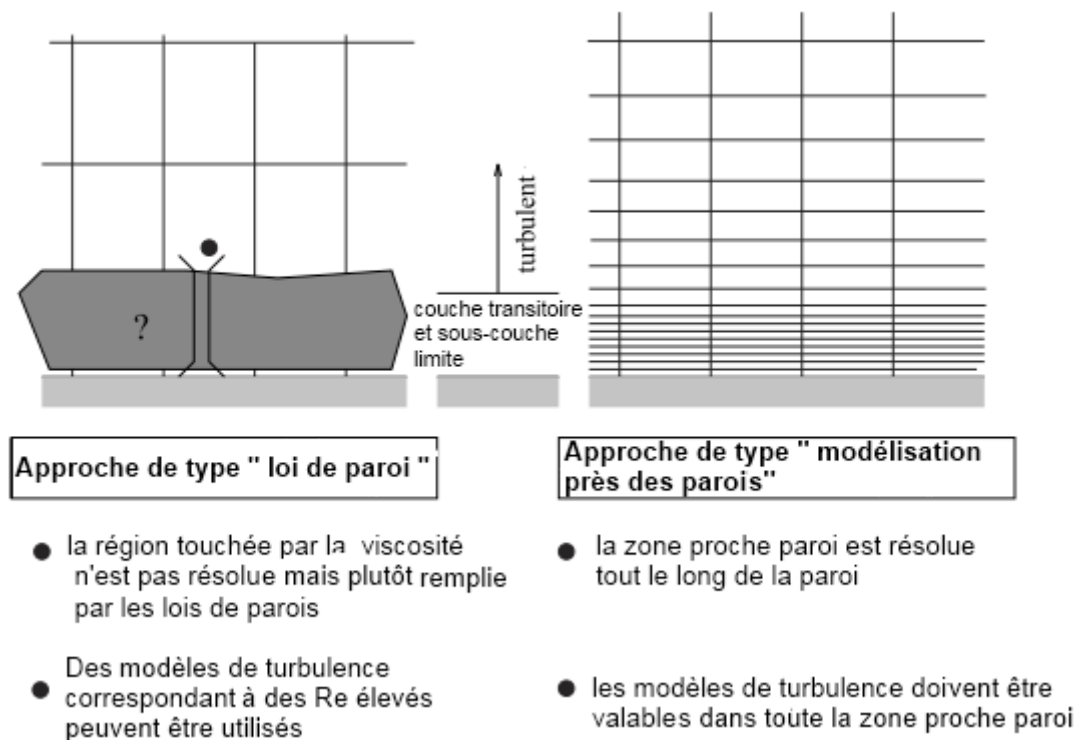 ?
turbulent
couche transitoire
et sous-couche
limite
Approche de type " loi de paroi "
la région touchée par la viscosité
n'est pas résolue mais plutôt remplie
par les lois de parois
Des modèles de turbulence
correspondant à des Re élevés
peuvent être utilisés
Approche de type " modélisation
près des parois"
la zone proche paroi est résolue
tout le long de la paroi
les modèles de turbulence doivent être
valables dans toute la zone proche paroi